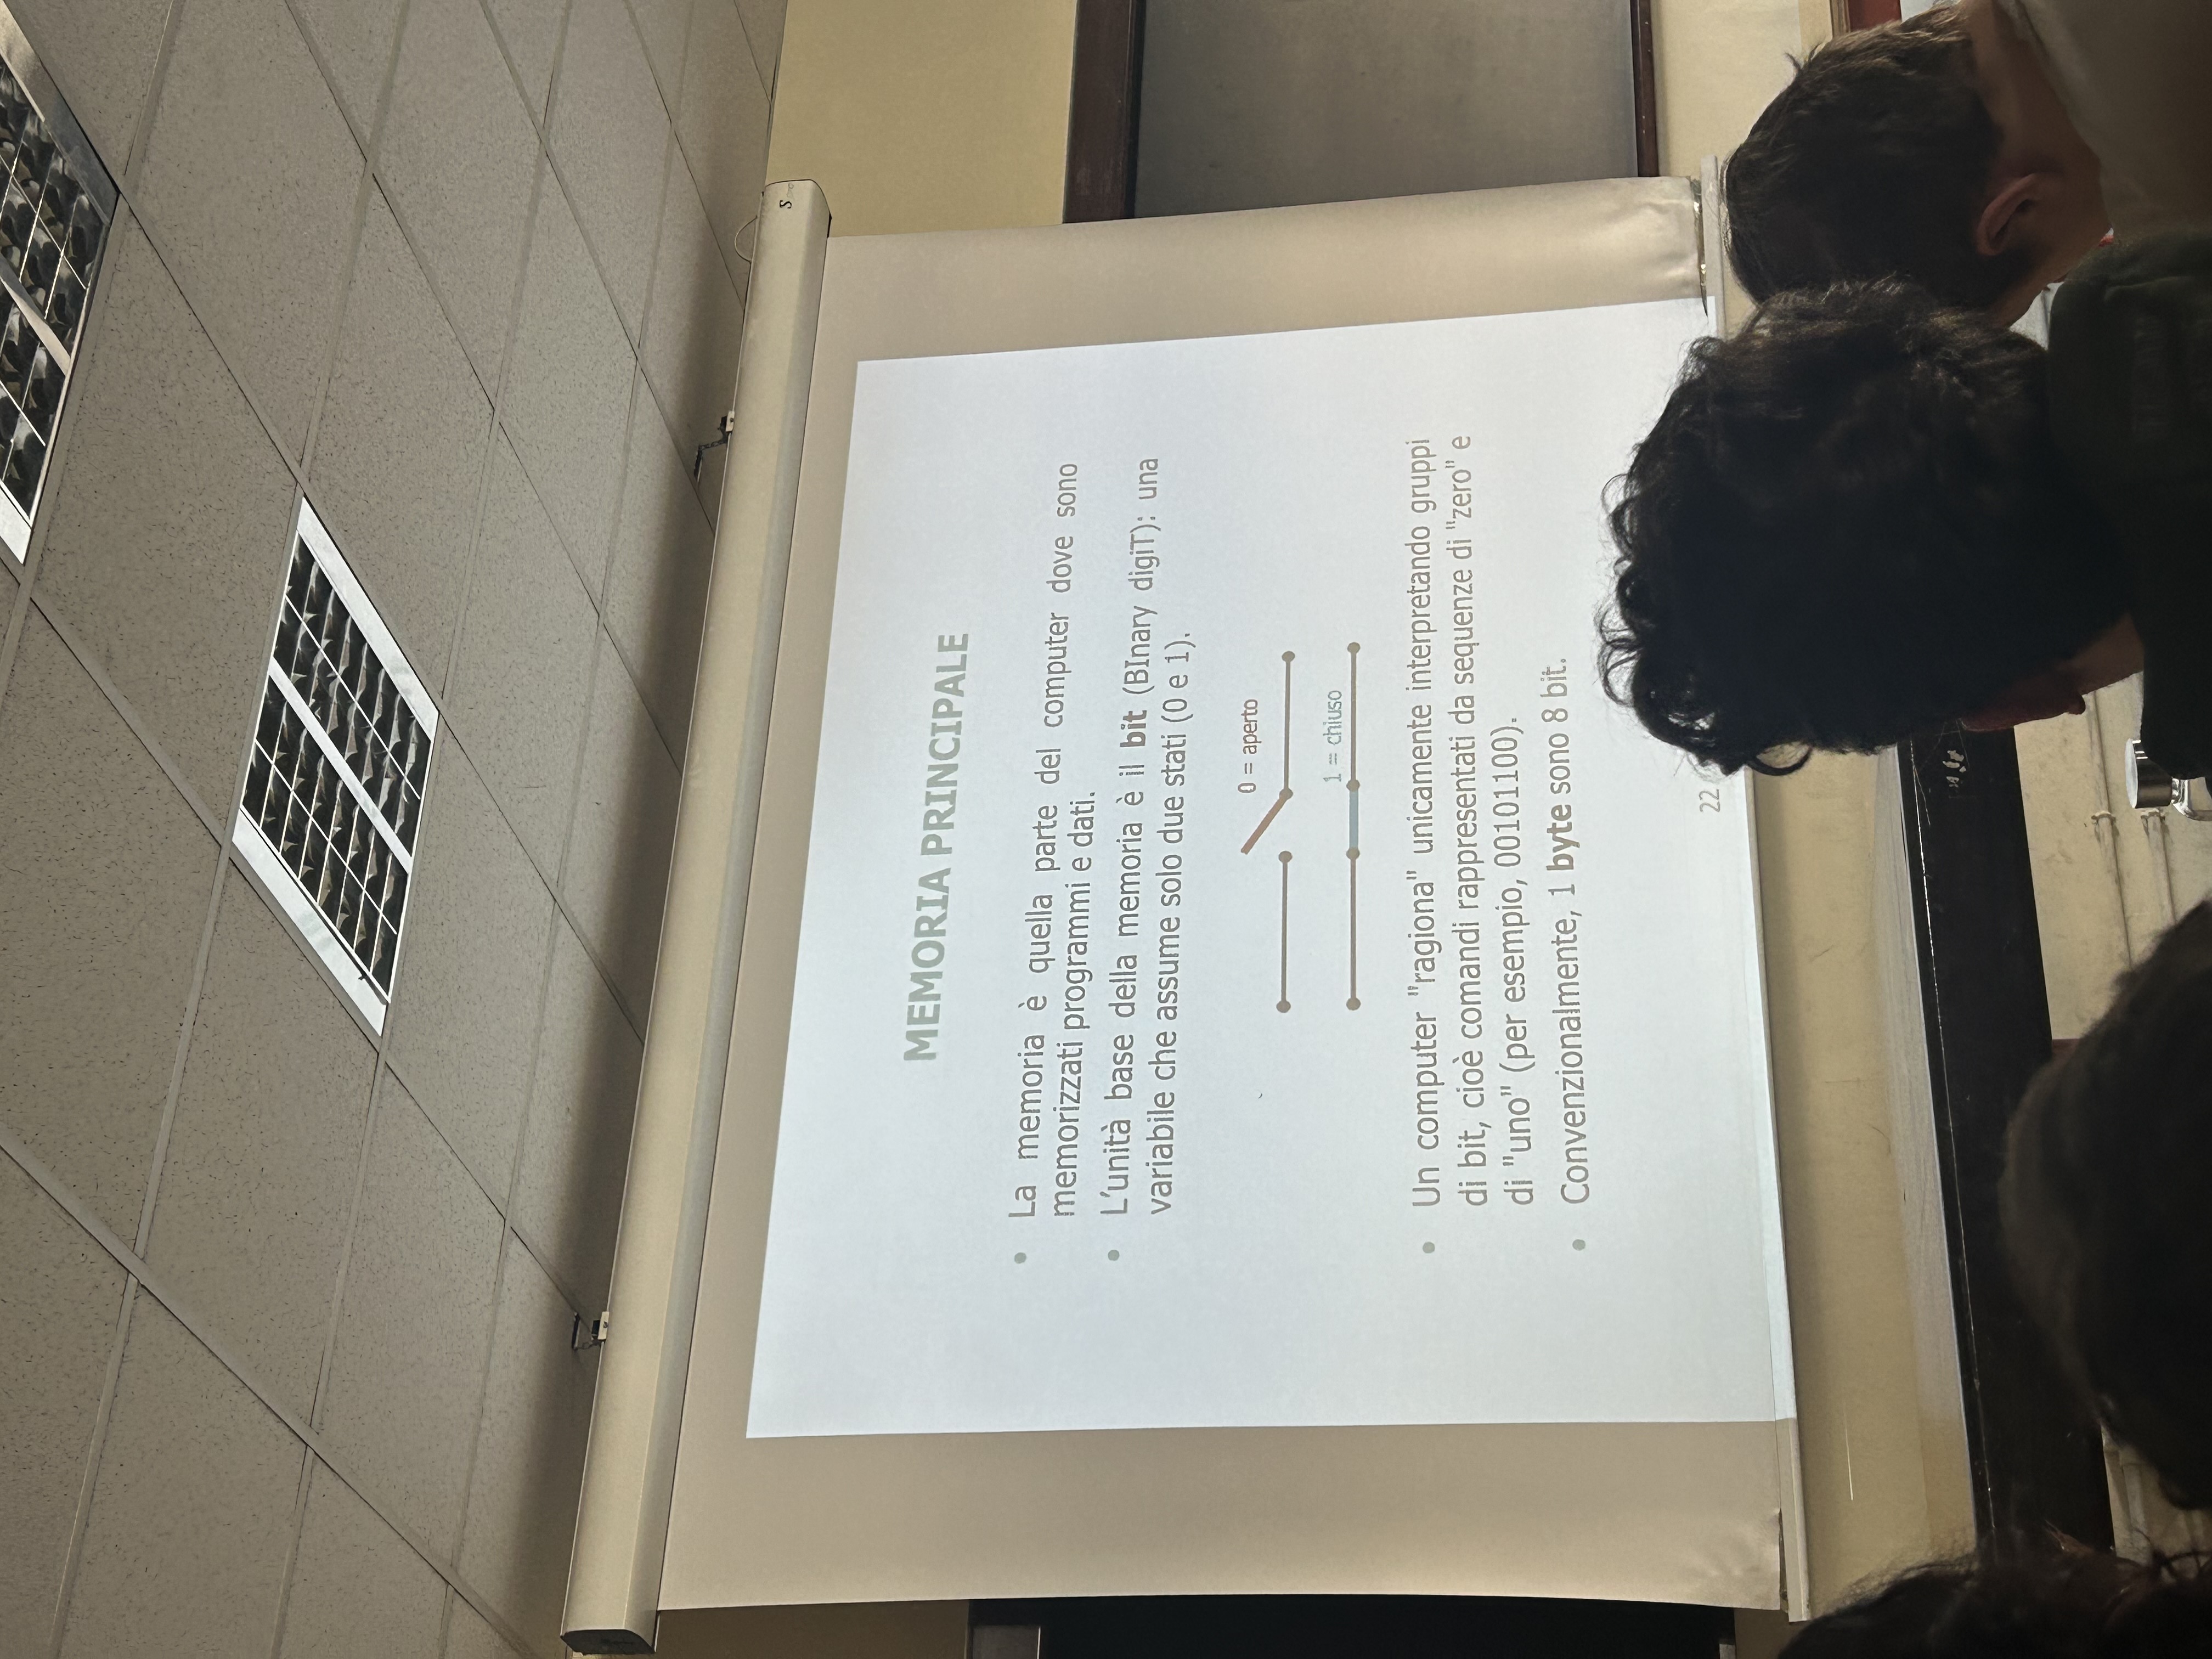 MEMORIA PRINCIPALE
• La memoria è quella parte del computer dove sono
memorizzati programmi e dati.
• L'unità base della memoria è il bit (BInary digiT): una
variabile che assume solo due stati (0 e 1).
0 = aperto
1 = chiuso
• Un computer "ragiona" unicamente interpretando gruppi
di bit, cioè comandi rappresentati da sequenze di "zero" e
di "uno" (per esempio, 00101100).
• Convenzionalmente, 1 byte sono 8 bit.
22